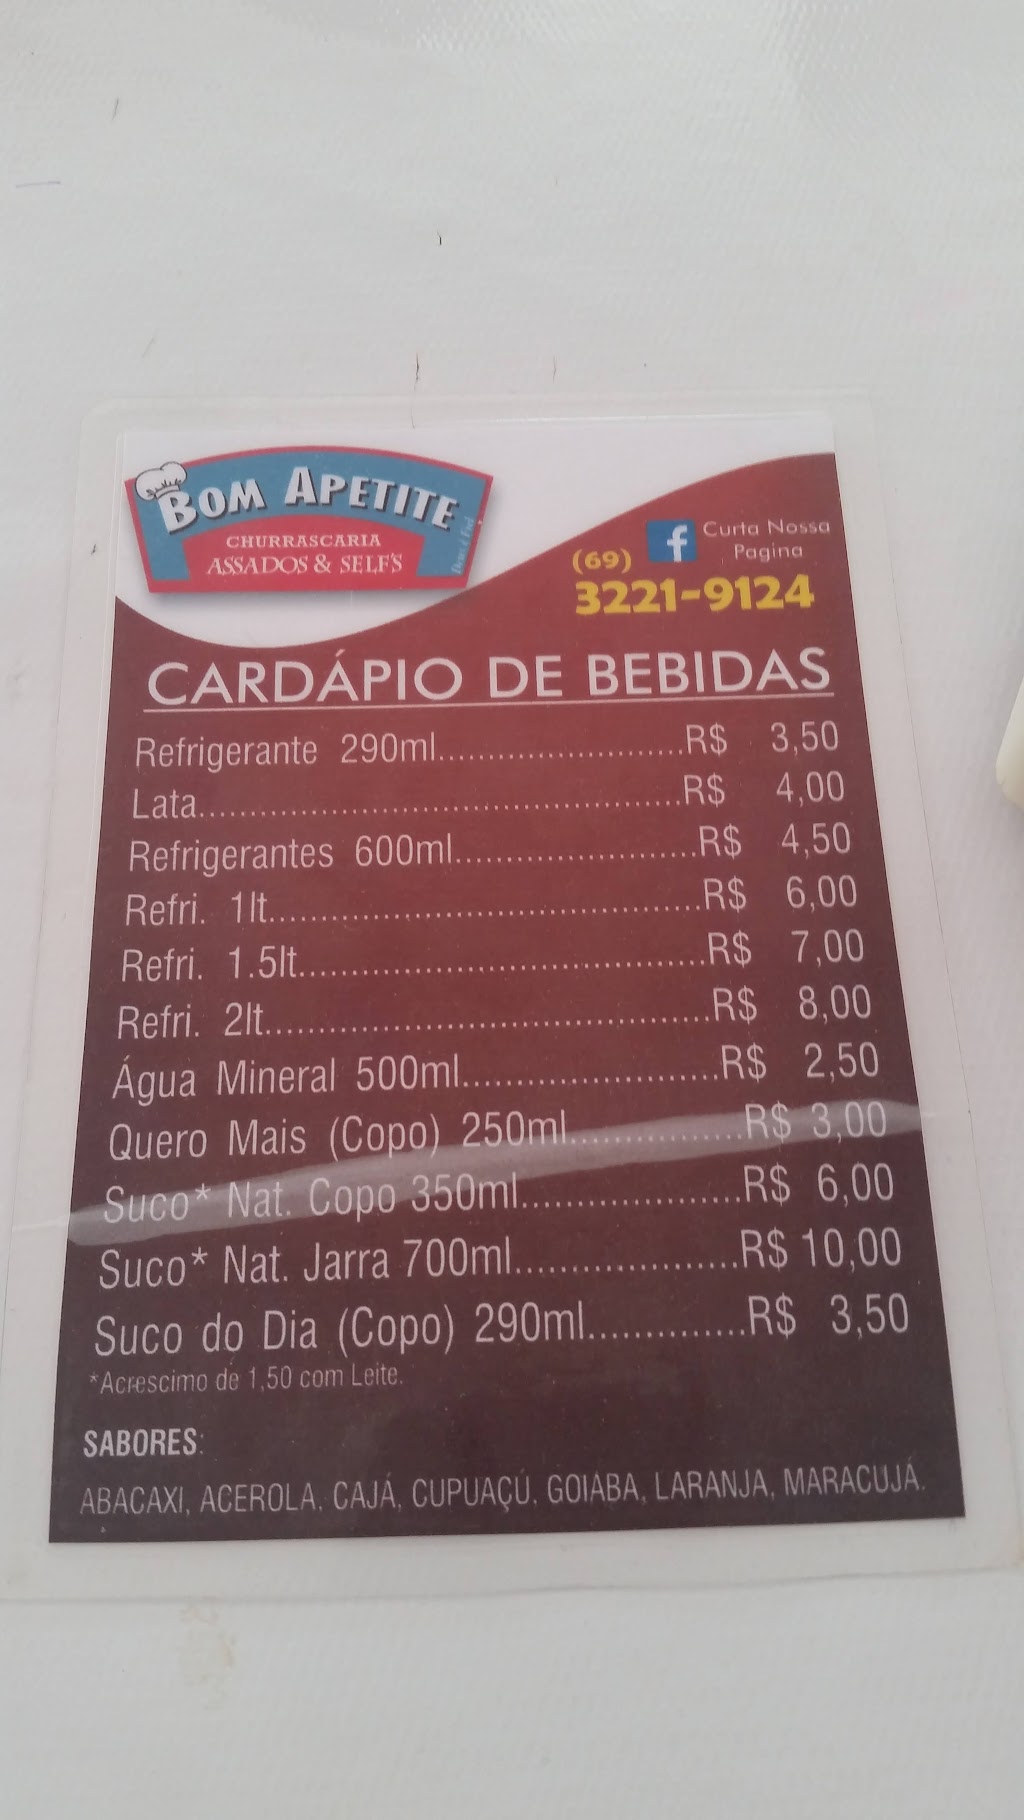 BOM APETITE
CHURRASCARIA
ASSADOS & SELF'S
Deus é Fiel
Curta Nossa
Pagina
(69)
3221-9124
CARDÁPIO DE BEBIDAS
Refrigerante 290ml........................R$ 3,50
Lata................................................R$ 4,00
Refrigerantes 600ml........................R$ 4,50
Refri. 1lt..........................................R$ 6,00
Refri. 1.5lt........................................R$ 7,00
Refri. 2lt...........................................R$ 8,00
Água Mineral 500ml.........................R$ 2,50
Quero Mais (Copo) 250ml.................R$ 3,00
Suco* Nat. Copo 350ml.....................R$ 6,00
Suco* Nat. Jarra 700ml.....................R$ 10,00
Suco do Dia (Copo) 290ml...............R$ 3,50
*Acrescimo de 1,50 com Leite.
SABORES:
ABACAXI, ACEROLA, CAJÁ, CUPUAÇÚ, GOIABA, LARANJA, MARACUJÁ.